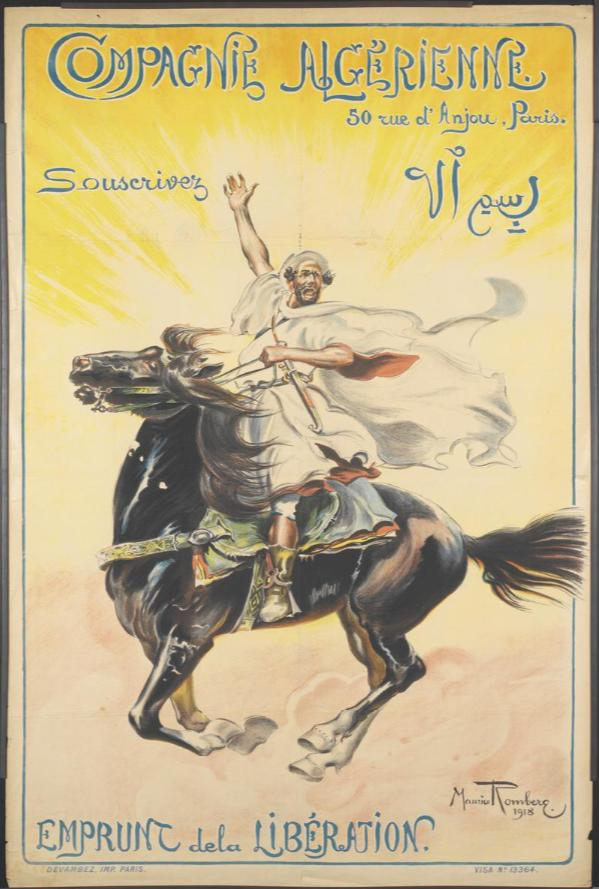 COMPAGNIE ALGÉRIENNE
50 rue d'Anjou, Paris.
Souscrivez
EMPRUNT de la LIBÉRATION.
Maurice Romberg.
1918
DEVAMBEZ, IMP. PARIS.
VISA Nº 13364.